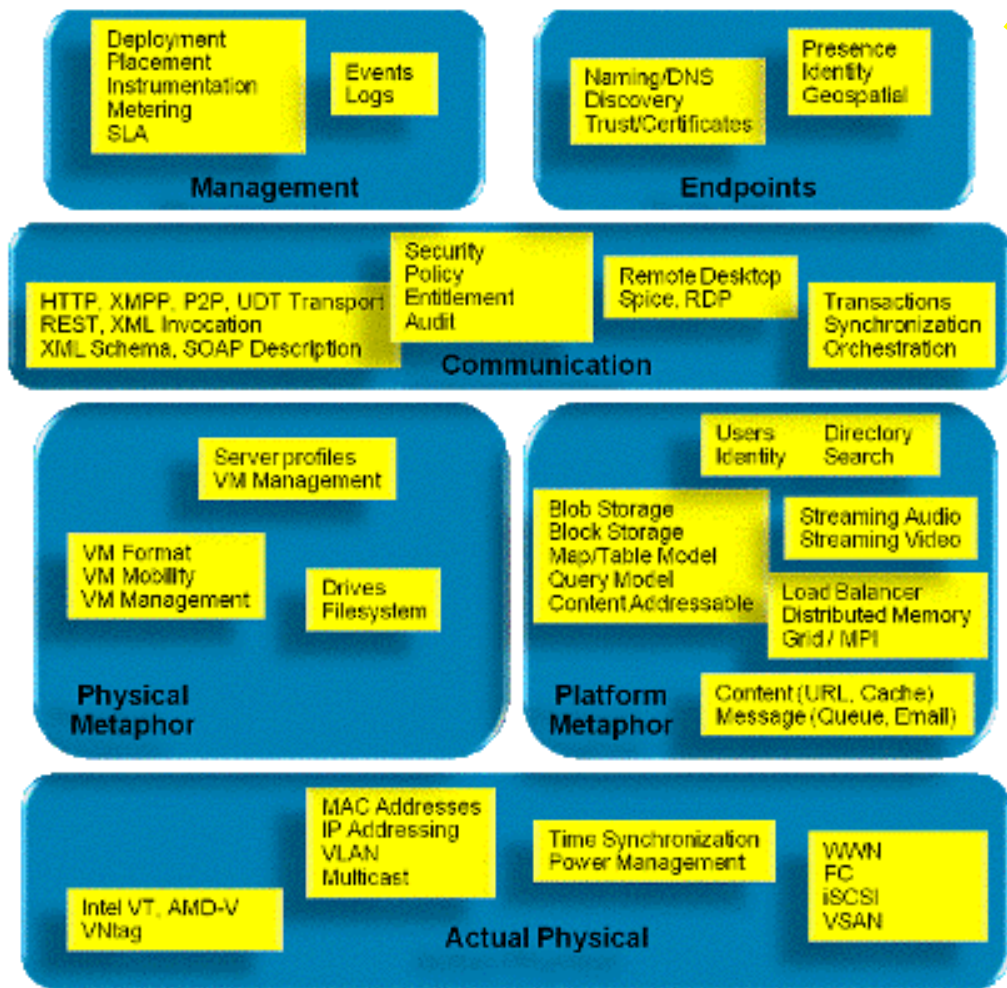 Deployment
Placement
Instrumentation
Metering
SLA
Events
Logs
Management
Naming/DNS
Discovery
Trust/Certificates
Presence
Identity
Geospatial
Endpoints
HTTP, XMPP, P2P, UDT Transport
REST, XML Invocation
XML Schema, SOAP Description
Security
Policy
Entitlement
Audit
Remote Desktop
Spice, RDP
Transactions
Synchronization
Orchestration
Communication
Server profiles
VM Management
VM Format
VM Mobility
VM Management
Drives
Filesystem
Physical
Metaphor
Users Directory
Identity Search
Blob Storage
Block Storage
Map/Table Model
Query Model
Content Addressable
Streaming Audio
Streaming Video
Load Balancer
Distributed Memory
Grid / MPI
Content (URL, Cache)
Message (Queue, Email)
Platform
Metaphor
MAC Addresses
IP Addressing
VLAN
Multicast
Time Synchronization
Power Management
WWN
FC
iSCSI
VSAN
Intel VT, AMD-V
VNtag
Actual Physical